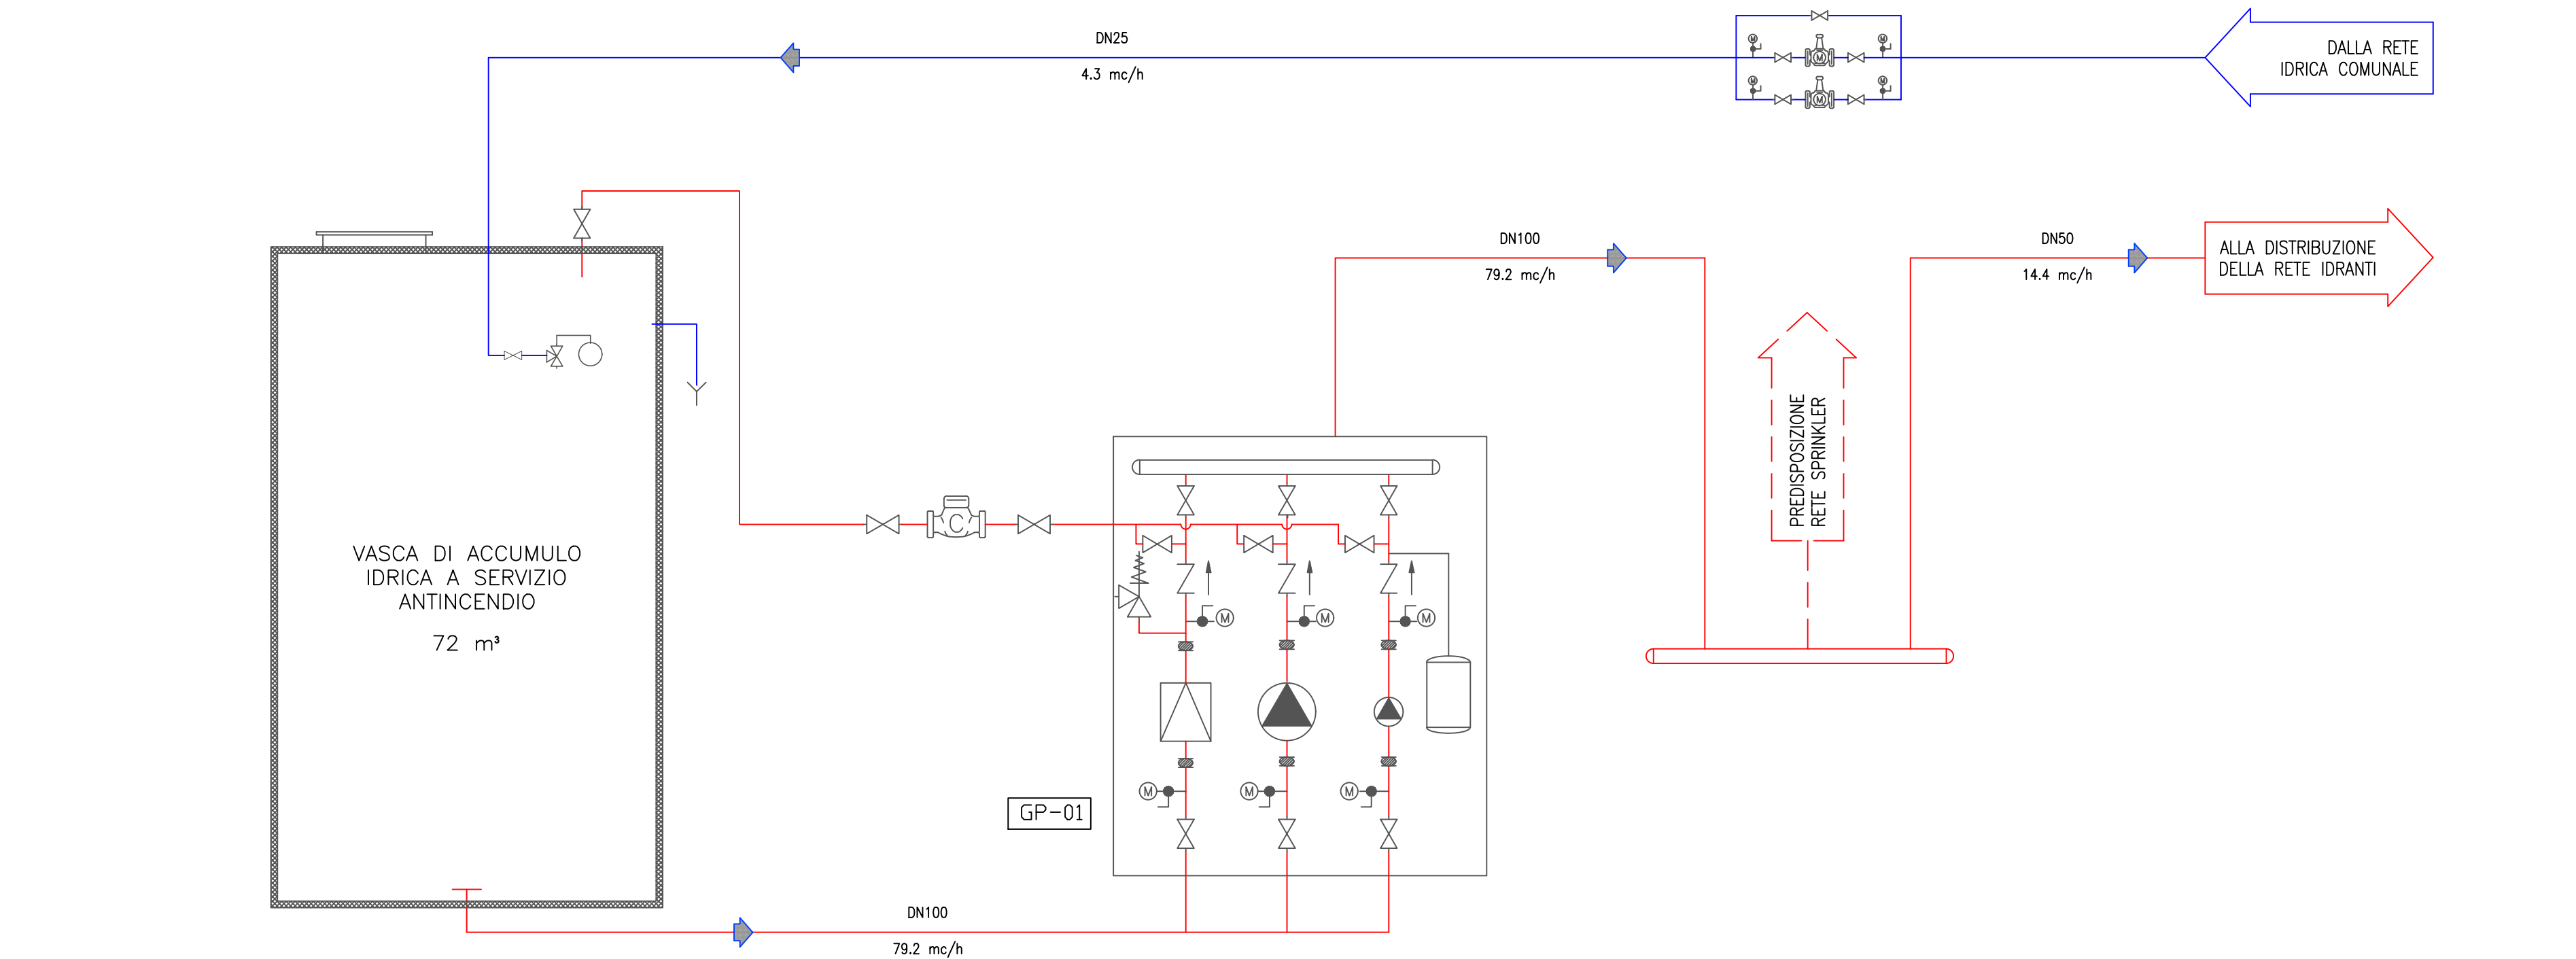 DN25
4.3 mc/h
M
M
M
M
M
M
DALLA RETE
IDRICA COMUNALE
DN100
79.2 mc/h
DN50
14.4 mc/h
ALLA DISTRIBUZIONE
DELLA RETE IDRANTI
PREDISPOSIZIONE
RETE SPRINKLER
C
VASCA DI ACCUMULO
IDRICA A SERVIZIO
ANTINCENDIO
72 m³
M
M
M
M
M
M
GP-01
DN100
79.2 mc/h